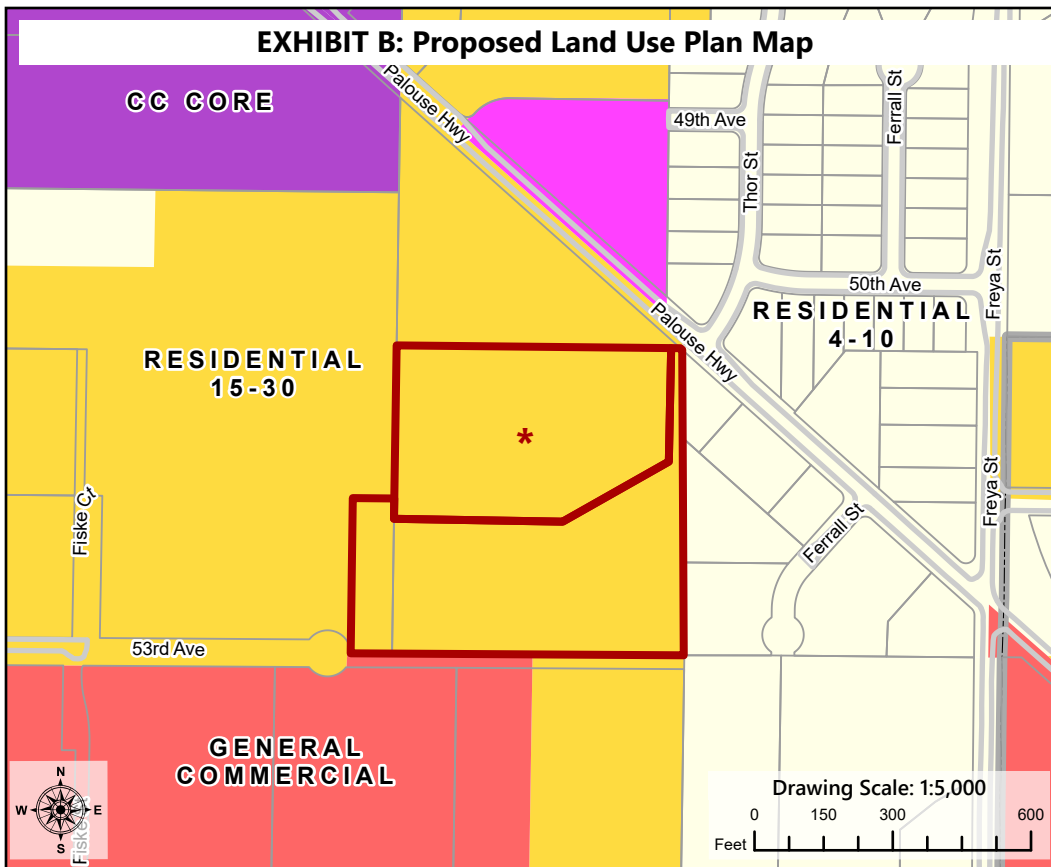 EXHIBIT B: Proposed Land Use Plan Map
CC CORE
Palouse Hwy
49th Ave
Ferrall St
Thor St
50th Ave
Freya St
RESIDENTIAL
4-10
Palouse Hwy
RESIDENTIAL
15-30
*
Freya St
Fiske Ct
Ferrall St
53rd Ave
GENERAL
COMMERCIAL
N
W E
S
Drawing Scale: 1:5,000
0 150 300 600
Feet